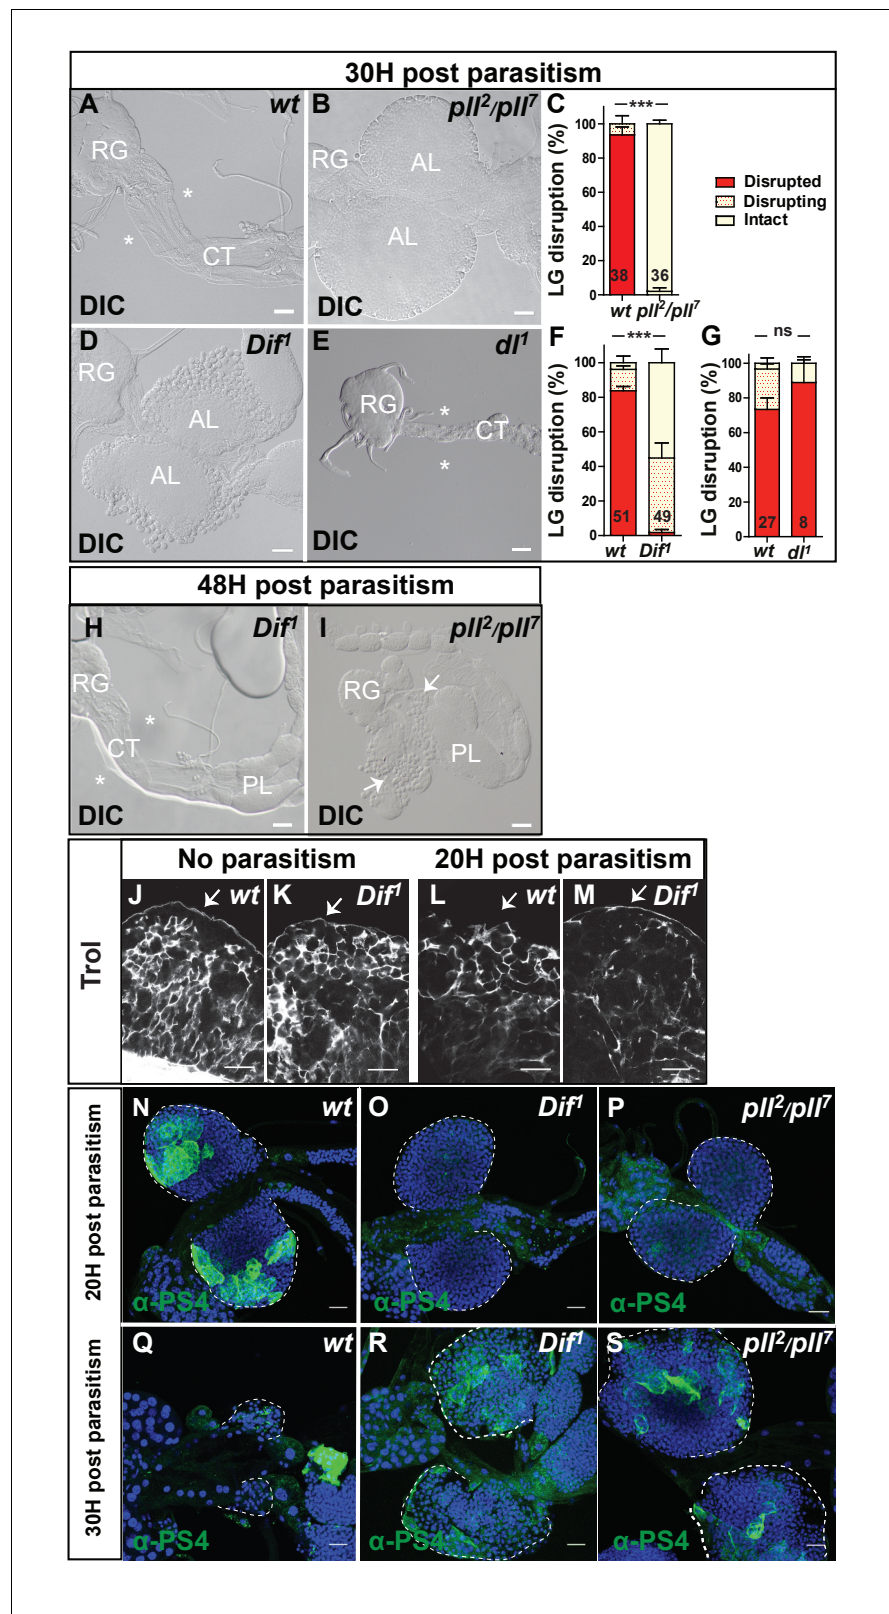 30H post parasitism
A wt
RG
*
*
CT
DIC
B pll²/pll⁷
RG
AL
AL
DIC
C
***
LG disruption (%)
100
80
60
40
20
0
38 36
wt pll²/pll⁷
Disrupted
Disrupting
Intact
D Dif¹
RG
AL
AL
DIC
E dl¹
RG
*
CT
*
DIC
F
***
LG disruption (%)
100
80
60
40
20
0
51 49
wt Dif¹
G
ns
LG disruption (%)
100
80
60
40
20
0
27 8
wt dl¹
48H post parasitism
H Dif¹
RG
*
CT
*
PL
DIC
I pll²/pll⁷
RG
PL
DIC
No parasitism
20H post parasitism
Trol
J wt
K Dif¹
L wt
M Dif¹
20H post parasitism
N wt
α-PS4
O Dif¹
α-PS4
P pll²/pll⁷
α-PS4
30H post parasitism
Q wt
α-PS4
R Dif¹
α-PS4
S pll²/pll⁷
α-PS4